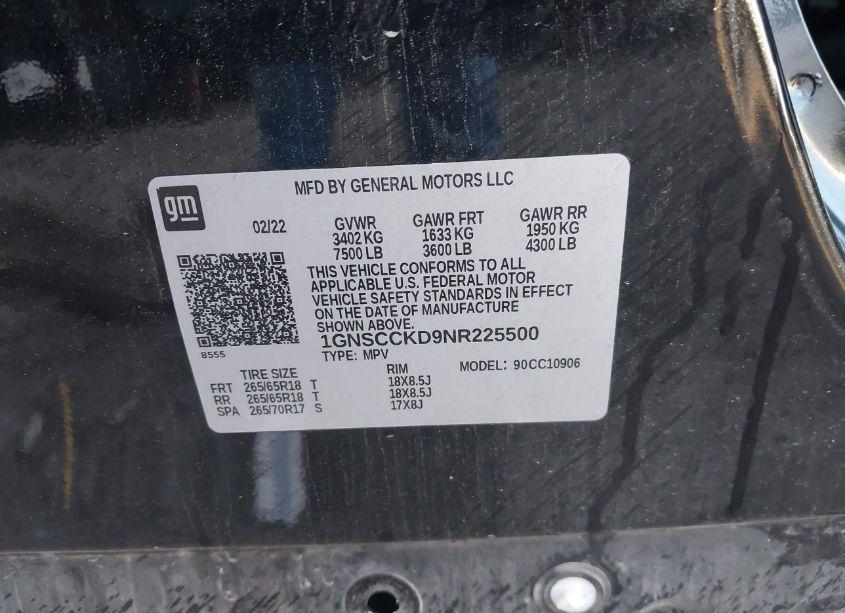 gm
MFD BY GENERAL MOTORS LLC
02/22 GVWR GAWR FRT GAWR RR
3402 KG 1633 KG 1950 KG
7500 LB 3600 LB 4300 LB
THIS VEHICLE CONFORMS TO ALL
APPLICABLE U.S. FEDERAL MOTOR
VEHICLE SAFETY STANDARDS IN EFFECT
ON THE DATE OF MANUFACTURE
SHOWN ABOVE.
1GNSCCKD9NR225500
8555
TYPE: MPV MODEL: 90CC10906
TIRE SIZE RIM
FRT 265/65R18 T 18X8.5J
RR 265/65R18 T 18X8.5J
SPA 265/70R17 S 17X8J